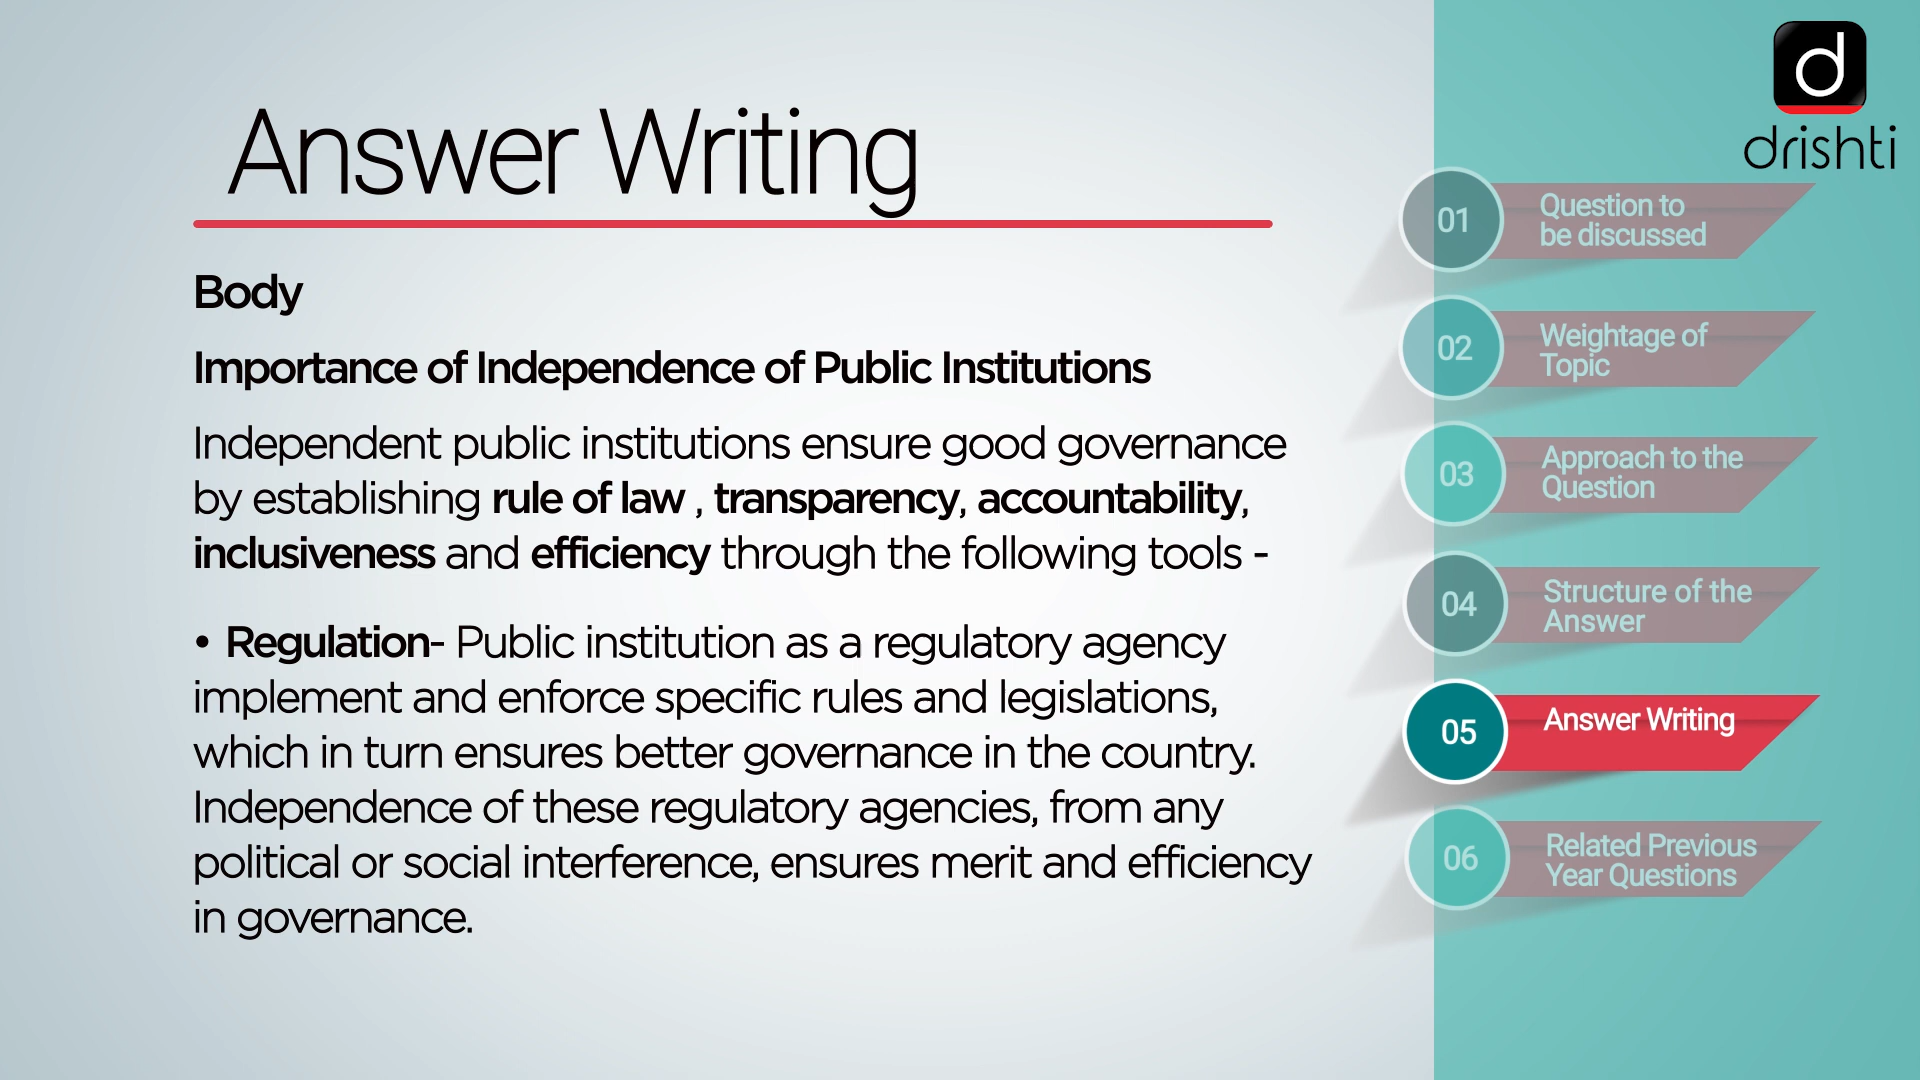 Answer Writing
Body
Importance of Independence of Public Institutions
Independent public institutions ensure good governance
by establishing rule of law , transparency, accountability,
inclusiveness and efficiency through the following tools -
• Regulation- Public institution as a regulatory agency
implement and enforce specific rules and legislations,
which in turn ensures better governance in the country.
Independence of these regulatory agencies, from any
political or social interference, ensures merit and efficiency
in governance.
d
drishti
01
Question to
be discussed
02
Weightage of
Topic
03
Approach to the
Question
04
Structure of the
Answer
05
Answer Writing
06
Related Previous
Year Questions